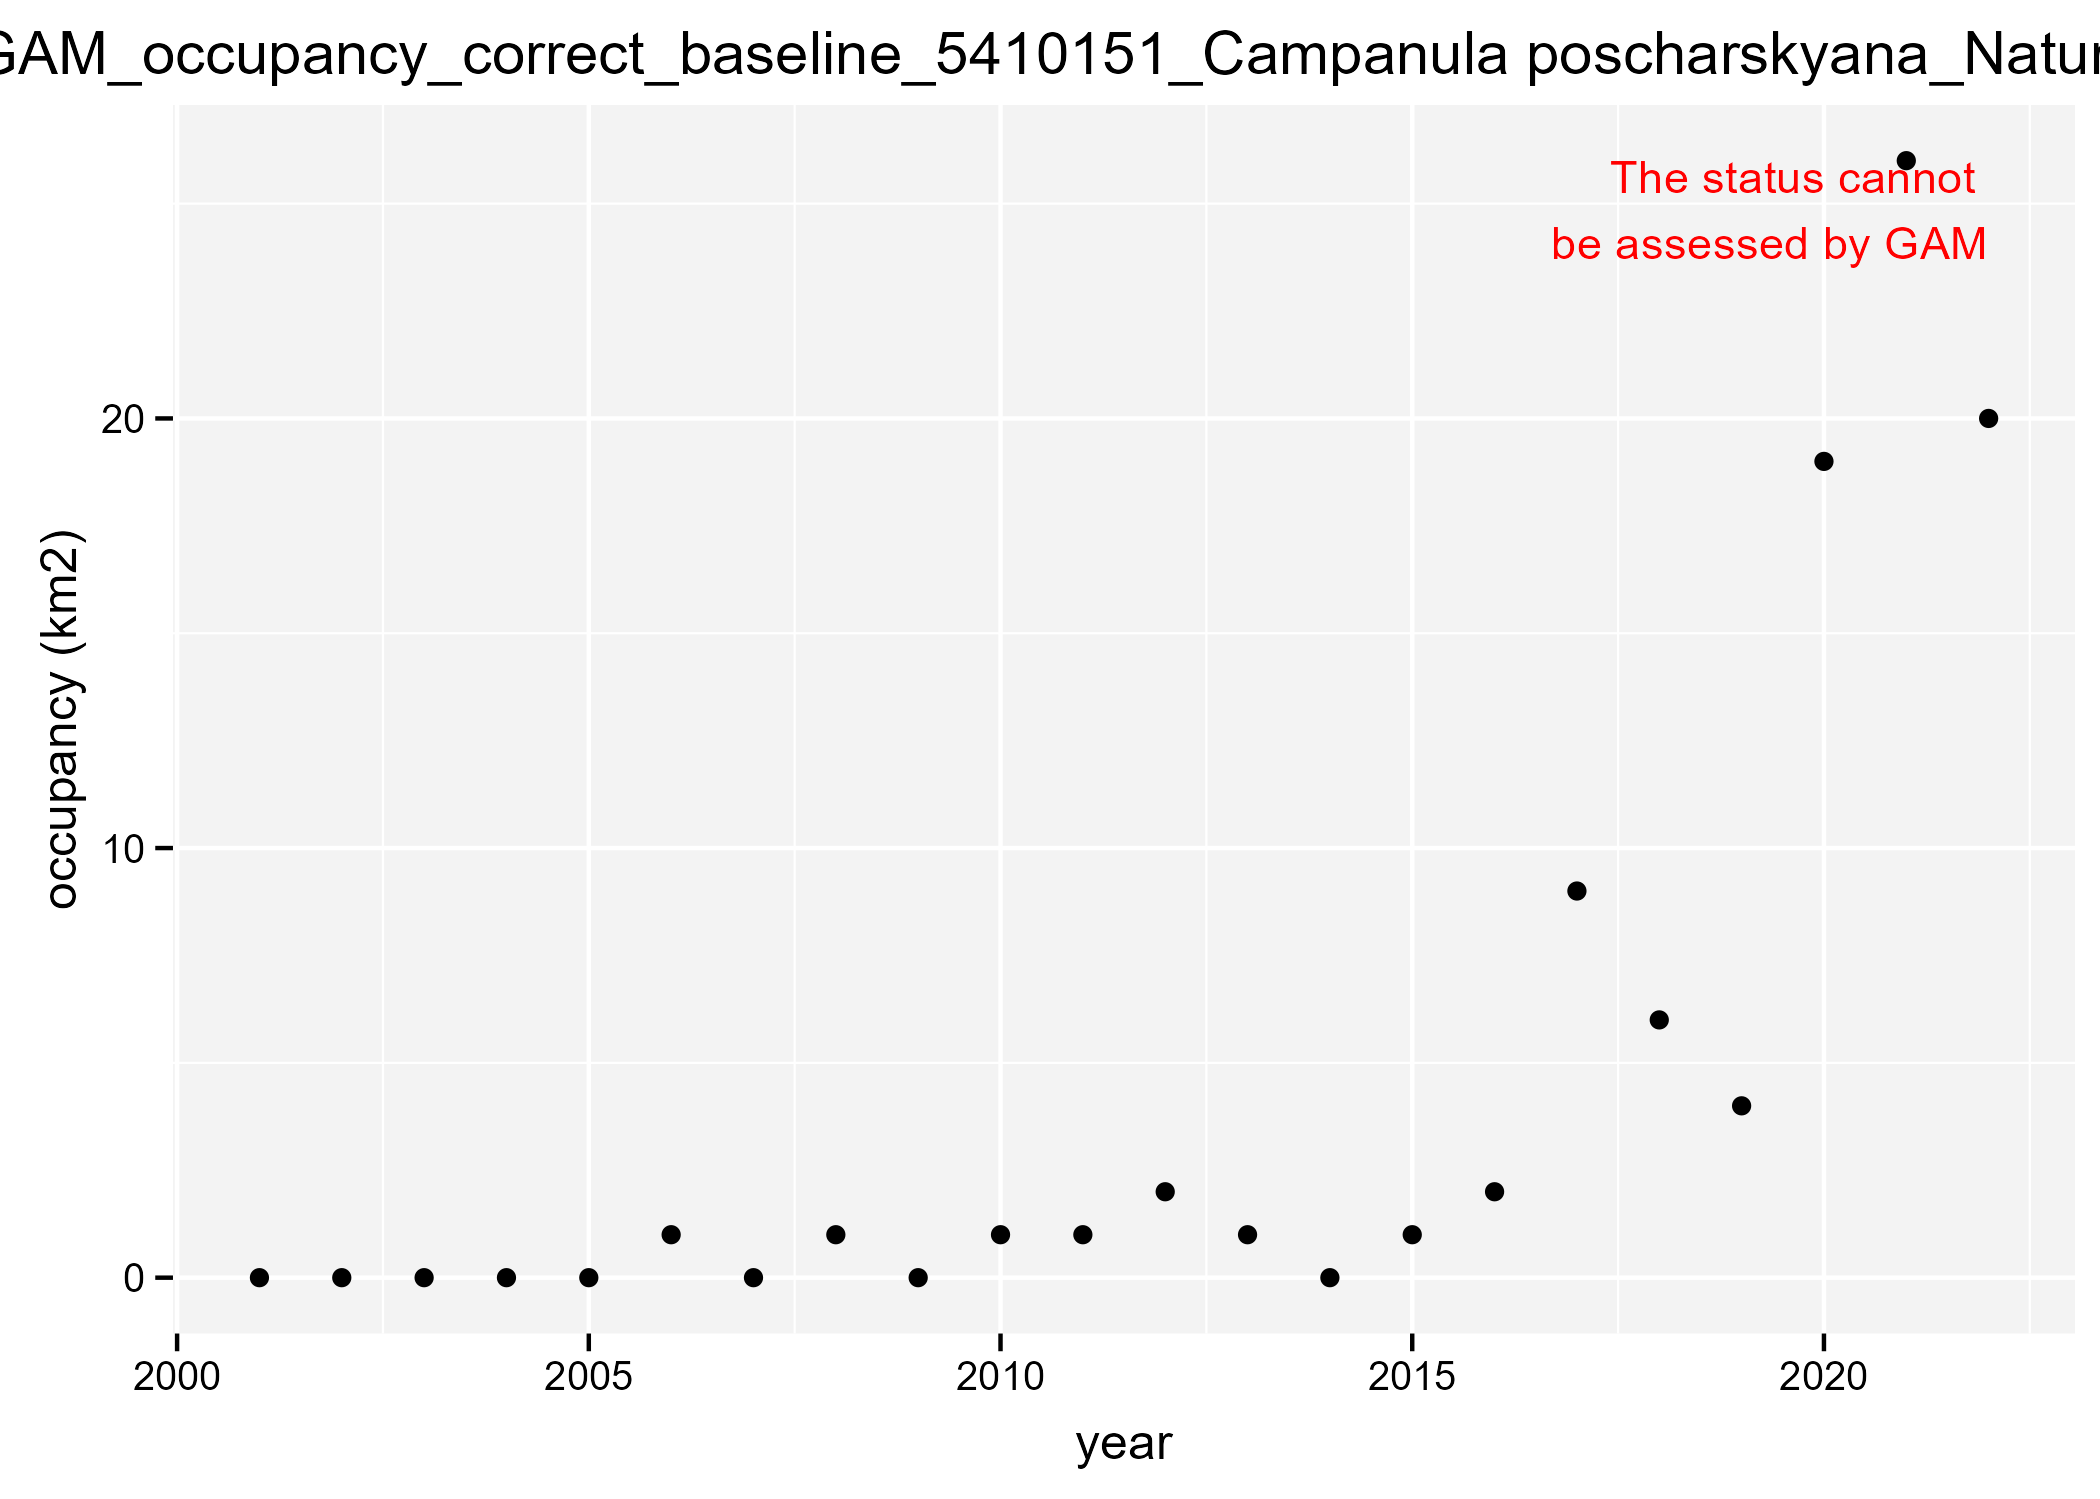 GAM_occupancy_correct_baseline_5410151_Campanula poscharskyana_Natur
The status cannot
be assessed by GAM
occupancy (km2)
20
10
0
2000 2005 2010 2015 2020
year